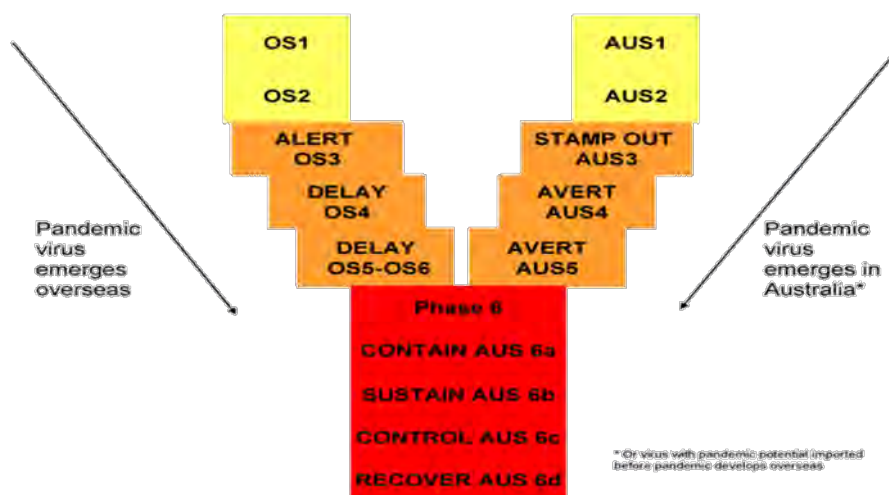 OS1
OS2
AUS1
AUS2
ALERT
OS3
STAMP OUT
AUS3
DELAY
OS4
AVERT
AUS4
DELAY
OS5-OS6
AVERT
AUS5
Pandemic
virus
emerges
overseas
Pandemic
virus
emerges in
Australia*
Phase 6
CONTAIN AUS 6a
SUSTAIN AUS 6b
CONTROL AUS 6c
RECOVER AUS 6d
* Or virus with pandemic potential imported
before pandemic develops overseas